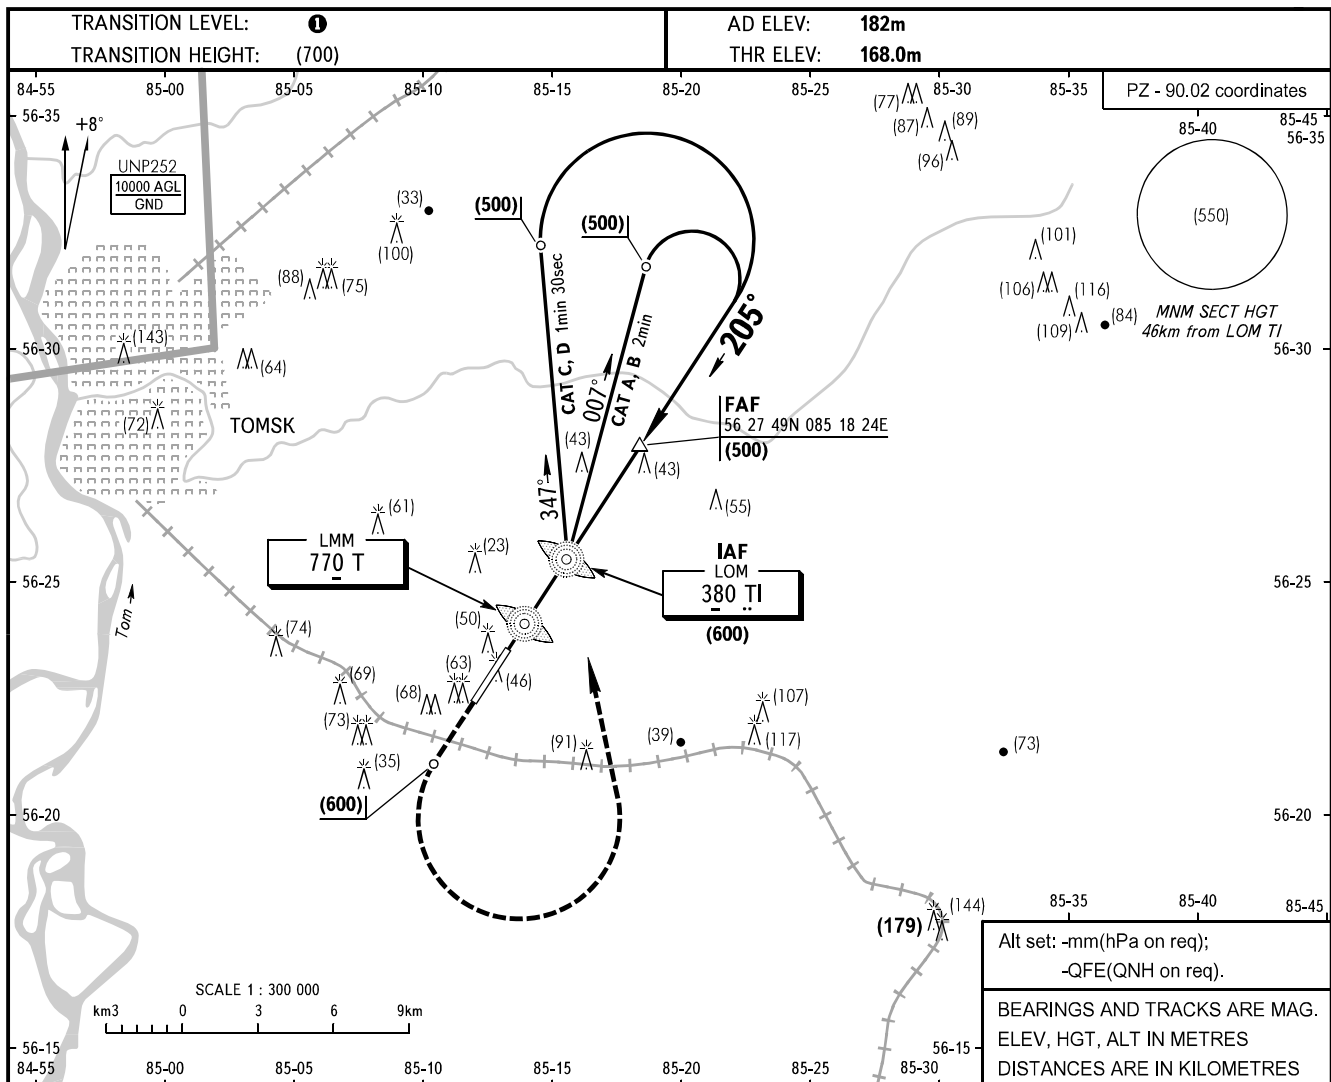 TRANSITION LEVEL: ❶
TRANSITION HEIGHT: (700)
AD ELEV: 182m
THR ELEV: 168.0m
84-55 85-00 85-05 85-10 85-15 85-20 85-25 85-30 85-35
PZ - 90.02 coordinates
56-35
85-40
85-45
56-35
+8°
UNP252
10000 AGL
GND
(77)
(87)
(89)
(96)
(33)
(100)
(500)
(500)
(550)
(101)
(88)
(75)
(106)
(116)
(109)
(84)
MNM SECT HGT
46km from LOM TI
(143)
(64)
56-30
56-30
205°
CAT C, D 1min 30sec
CAT A, B 2min
007°
347°
(72)
TOMSK
FAF
56 27 49N 085 18 24E
(500)
(43)
(43)
(55)
(61)
(23)
LMM
770 T
IAF
LOM
380 TI
(600)
56-25
56-25
Tom
(74)
(50)
(46)
(69)
(63)
(68)
(73)
(35)
(91)
(39)
(107)
(117)
(73)
(600)
56-20
56-20
85-35 85-40 85-45
(144)
(179)
Alt set: -mm(hPa on req);
-QFE(QNH on req).
SCALE 1 : 300 000
km3 0 3 6 9km
BEARINGS AND TRACKS ARE MAG.
ELEV, HGT, ALT IN METRES
DISTANCES ARE IN KILOMETRES
56-15
56-15
84-55 85-00 85-05 85-10 85-15 85-20 85-25 85-30